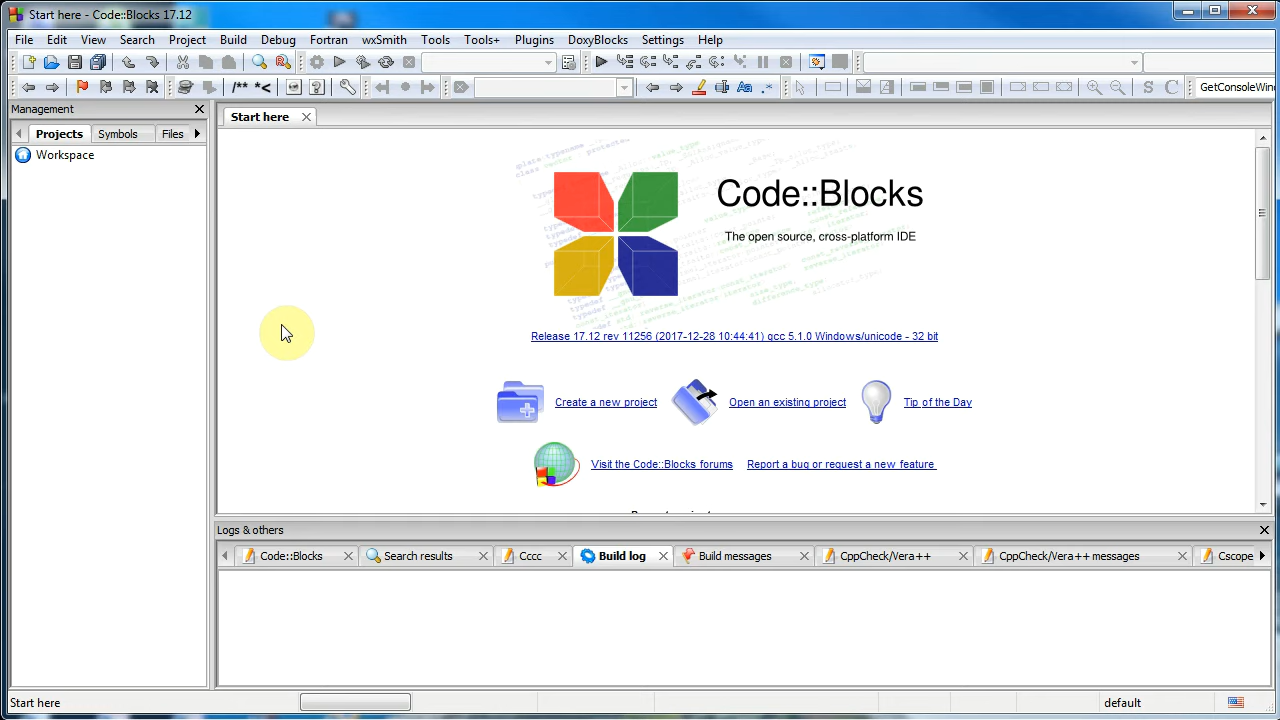 Start here - Code::Blocks 17.12
File Edit View Search Project Build Debug Fortran wxSmith Tools Tools+ Plugins DoxyBlocks Settings Help
/** *< .* S C GetConsoleWin
Management
Projects Symbols Files
Workspace
Start here
Code::Blocks
The open source, cross-platform IDE
Release 17.12 rev 11256 (2017-12-28 10:44:41) gcc 5.1.0 Windows/unicode - 32 bit
Create a new project Open an existing project Tip of the Day
Visit the Code::Blocks forums Report a bug or request a new feature
Logs & others
Code::Blocks Search results Cccc Build log Build messages CppCheck/Vera++ CppCheck/Vera++ messages Cscope
Start here default